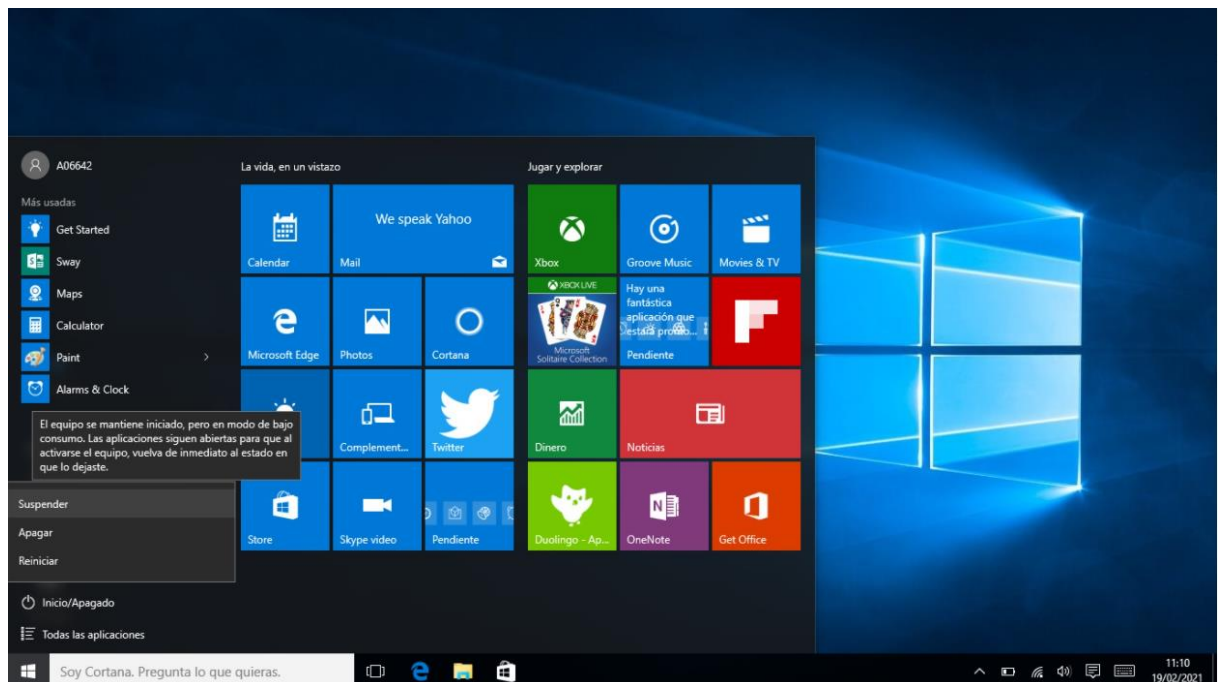 A06642
Más usadas
Get Started
Sway
Maps
Calculator
Paint
Alarms & Clock
El equipo se mantiene iniciado, pero en modo de bajo
consumo. Las aplicaciones siguen abiertas para que al
activarse el equipo, vuelva de inmediato al estado en
que lo dejaste.
Suspender
Apagar
Reiniciar
Inicio/Apagado
Todas las aplicaciones
La vida, en un vistazo
Calendar
We speak Yahoo
Mail
Microsoft Edge
Photos
Cortana
Complement...
Twitter
Store
Skype video
Pendiente
Jugar y explorar
Xbox
Groove Music
Movies & TV
XBOX LIVE
Microsoft
Solitaire Collection
Hay una
fantástica
aplicación que
estará
Pendiente
Dinero
Noticias
Duolingo - Ap...
OneNote
Get Office
Soy Cortana. Pregunta lo que quieras.
11:10
19/02/2021